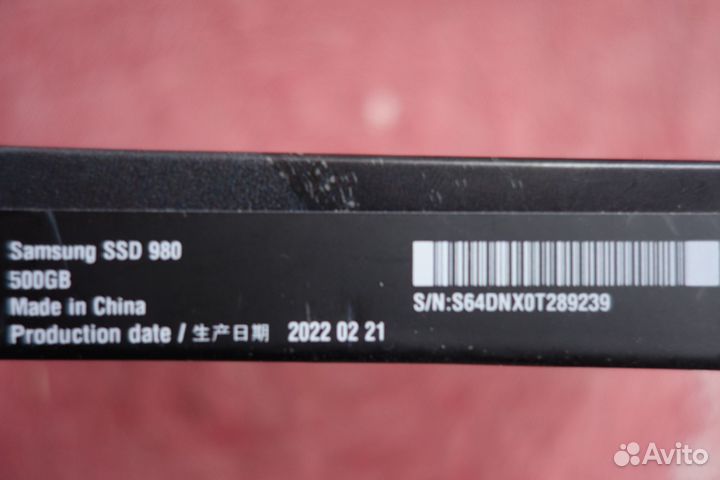 Samsung SSD 980
500GB
Made in China
Production date / 生产日期 2022 02 21
S/N:S64DNX0T289239
Avito